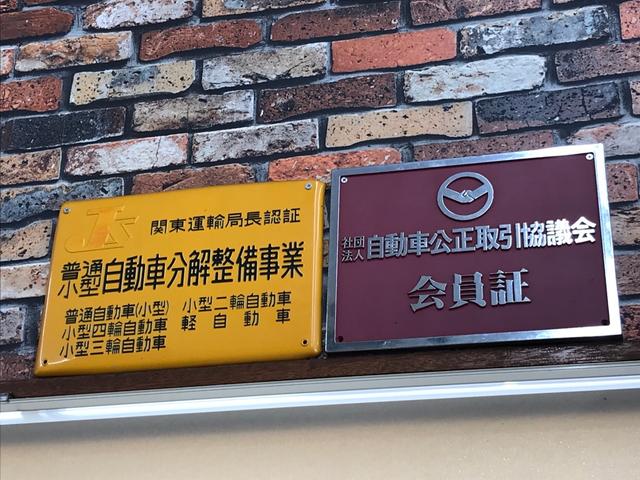 関東運輸局長認証
普通
小型
自動車分解整備事業
普通自動車(小型) 小型二輪自動車
小型四輪自動車 軽自動車
小型三輪自動車
社団
法人
自動車公正取引協議会
会員証